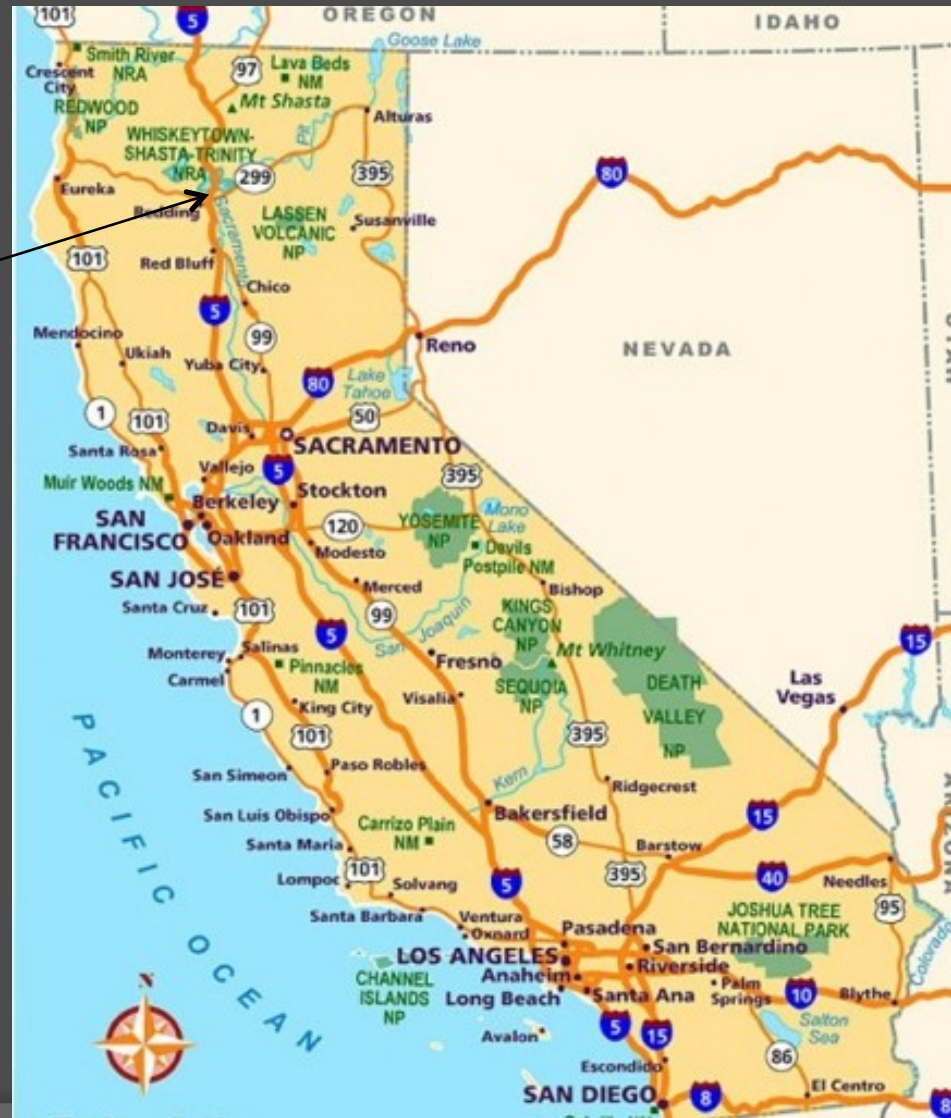 101
5
OREGON
IDAHO
Goose Lake
Smith River
NRA
Crescent
City
97
Lava Beds
NM
Mt Shasta
REDWOOD
NP
Alturas
WHISKEYTOWN-
SHASTA-TRINITY
NRA
Pit
299
395
80
Eureka
Redding
Sacramento
LASSEN
VOLCANIC
NP
Susanville
101
Red Bluff
Chico
5
99
Mendocino
Ukiah
Yuba City
Reno
NEVADA
80
Lake
Tahoe
1
101
50
Davis
SACRAMENTO
Santa Rosa
Vallejo
5
395
Muir Woods NM
Berkeley
Stockton
SAN
FRANCISCO
Oakland
120
YOSEMITE
NP
Mono
Lake
Modesto
Devils
Postpile NM
SAN JOSÉ
Merced
Bishop
Santa Cruz
101
99
San Joaquin
KINGS
CANYON
NP
5
15
Monterey
Salinas
Carmel
Pinnacles
NM
Fresno
Mt Whitney
SEQUOIA
NP
DEATH
VALLEY
NP
Las
Vegas
Visalia
1
King City
101
395
PACIFIC OCEAN
San Simeon
Paso Robles
Kern
Ridgecrest
San Luis Obispo
Carrizo Plain
NM
Bakersfield
15
58
Santa Maria
Barstow
101
395
40
Lompoc
Solvang
5
Needles
95
Santa Barbara
Ventura
Oxnard
Pasadena
JOSHUA TREE
NATIONAL PARK
LOS ANGELES
San Bernardino
Colorado
Anaheim
Riverside
CHANNEL
ISLANDS
NP
Long Beach
Santa Ana
Palm
Springs
10
Blythe
N
Avalon
5
15
Salton
Sea
86
Escondido
El Centro
SAN DIEGO
8
8